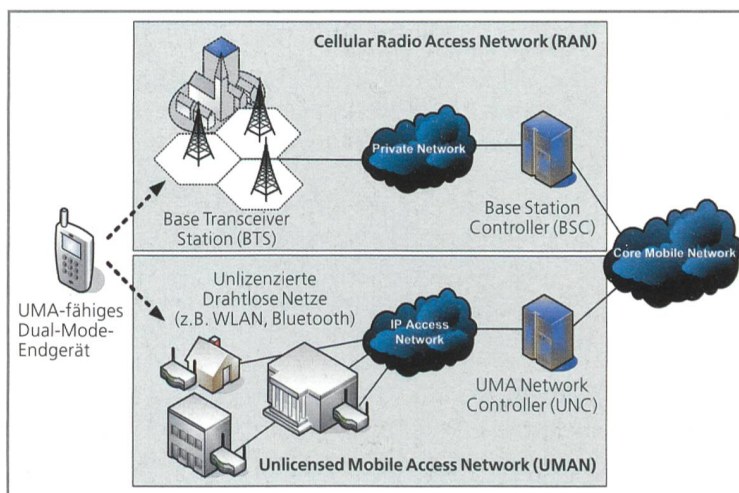 Cellular Radio Access Network (RAN)
Private Network
Base Transceiver
Station (BTS)
Base Station
Controller (BSC)
Core Mobile Network
UMA-fähiges
Dual-Mode-
Endgerät
Unlizenzierte
Drahtlose Netze
(z.B. WLAN, Bluetooth)
IP Access
Network
UMA Network
Controller (UNC)
Unlicensed Mobile Access Network (UMAN)